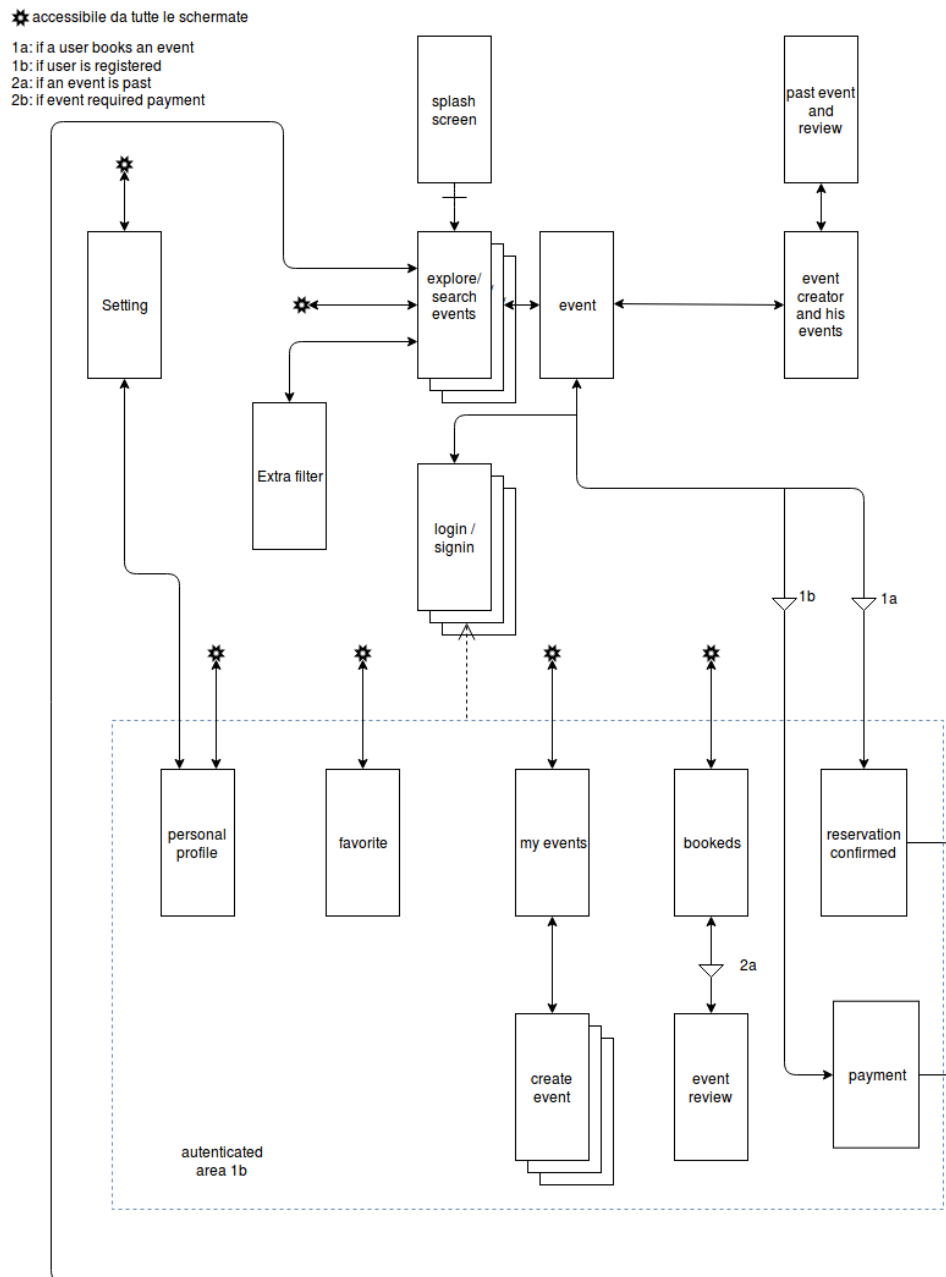 accessibile da tutte le schermate
1a: if a user books an event
1b: if user is registered
2a: if an event is past
2b: if event required payment
splash
screen
past event
and
review
Setting
explore/
search
events
event
event
creator
and his
events
Extra filter
login /
signin
1b
1a
personal
profile
favorite
my events
bookeds
reservation
confirmed
2a
create
event
event
review
payment
autenticated
area 1b